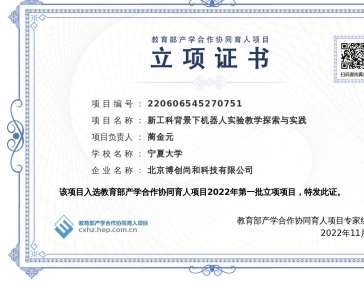 教育部产学合作协同育人项目
立项证书
扫码查询真
项目编号：220606545270751
项目名称：新工科背景下机器人实验教学探索与实践
项目负责人：蔺金元
学校名称：宁夏大学
企业名称：北京博创尚和科技有限公司
该项目入选教育部产学合作协同育人项目2022年第一批立项项目，特发此证。
教育部产学合作协同育人项目
cxhz.hep.com.cn
教育部产学合作协同育人项目专家
2022年11月